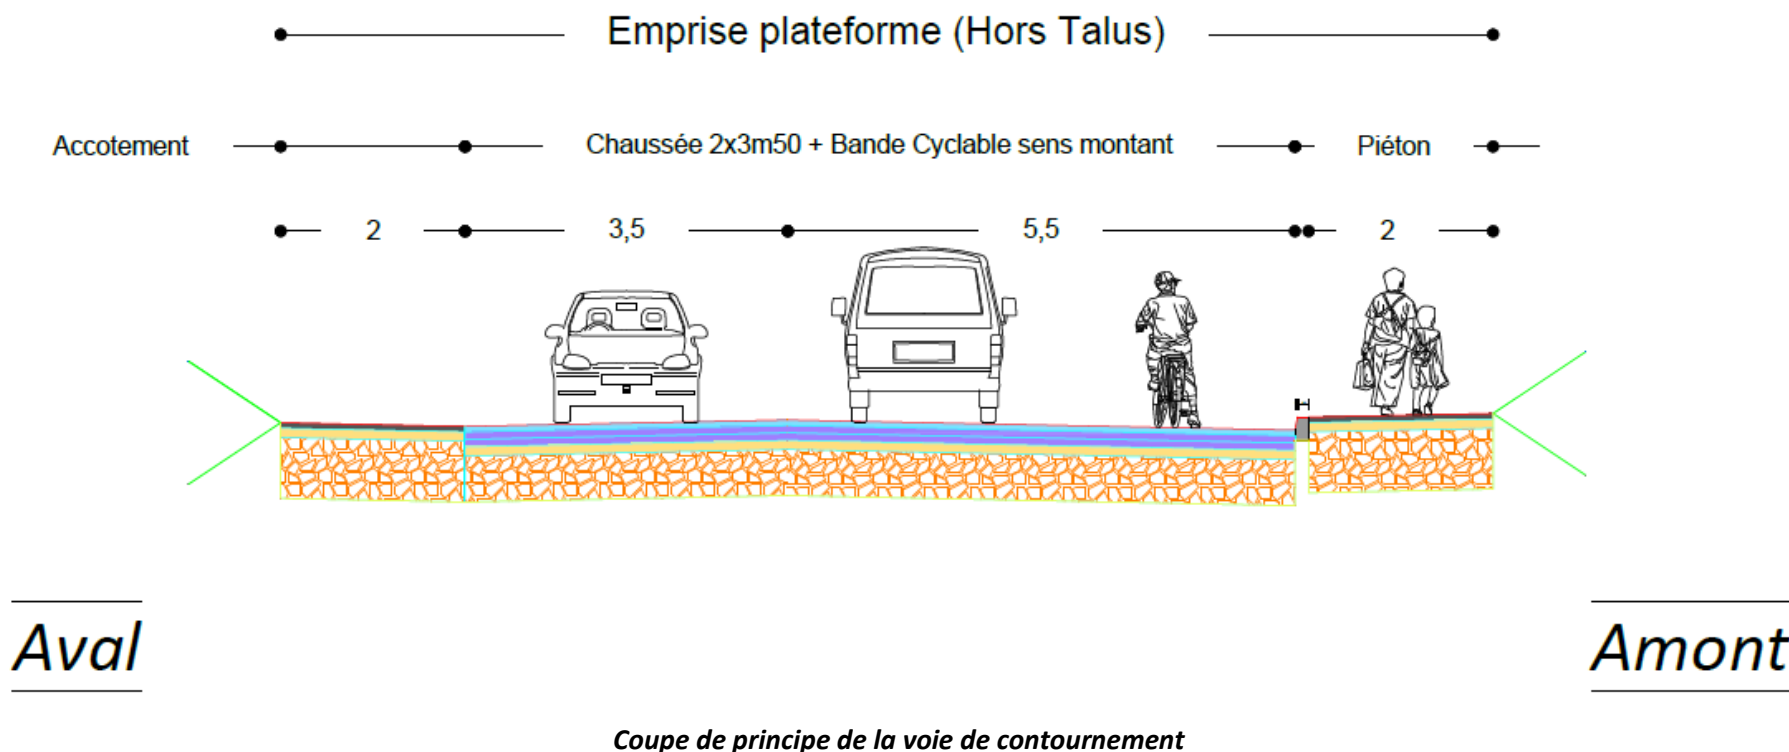 Emprise plateforme (Hors Talus)
Accotement Chaussée 2x3m50 + Bande Cyclable sens montant Piéton
2 3,5 5,5 2
Aval Amont
Coupe de principe de la voie de contournement